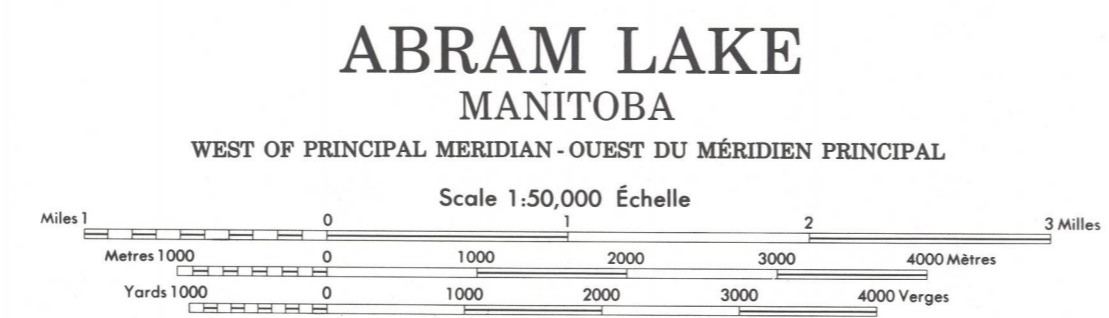 ABRAM LAKE
MANITOBA
WEST OF PRINCIPAL MERIDIAN - OUEST DU MÉRIDIEN PRINCIPAL
Scale 1:50,000 Échelle
Miles 1 0 1 2 3 Milles
Metres 1000 0 1000 2000 3000 4000 Mètres
Yards 1000 0 1000 2000 3000 4000 Verges